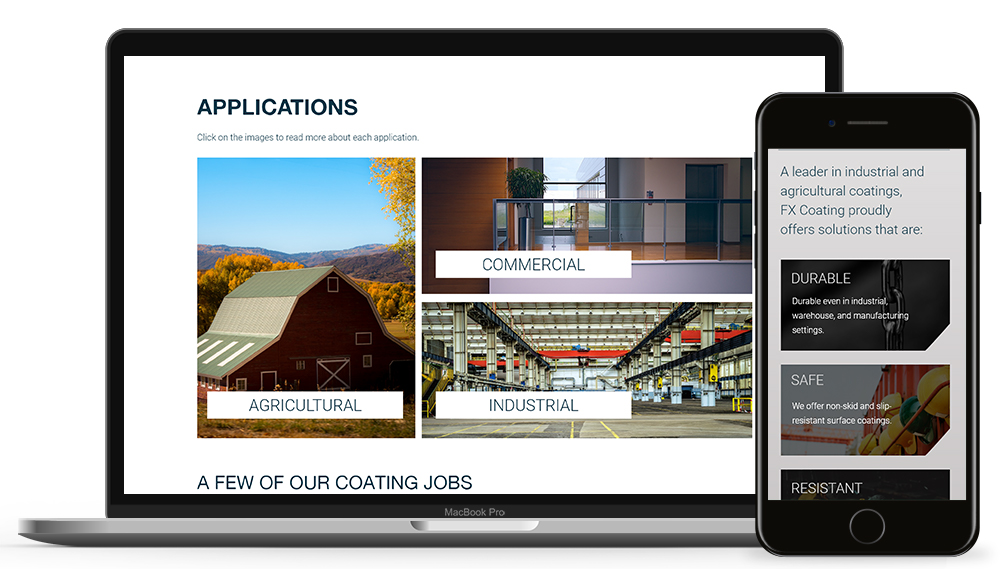 APPLICATIONS
Click on the images to read more about each application.
COMMERCIAL
AGRICULTURAL
INDUSTRIAL
A FEW OF OUR COATING JOBS
MacBook Pro
A leader in industrial and
agricultural coatings,
FX Coating proudly
offers solutions that are:
DURABLE
Durable even in industrial,
warehouse, and manufacturing
settings.
SAFE
We offer non-skid and slip-
resistant surface coatings.
RESISTANT